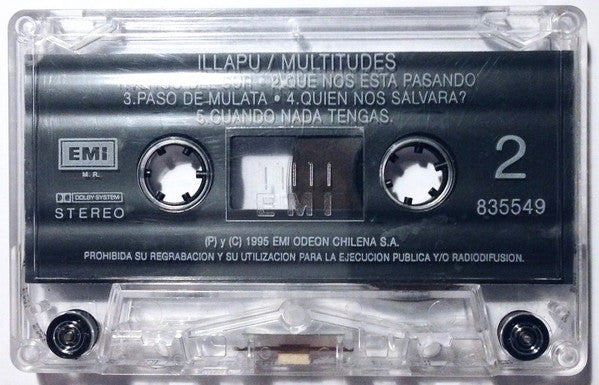 ILLAPU / MULTITUDES
SUR • 2.QUE NOS ESTA PASANDO
3.PASO DE MULATA • 4.QUIEN NOS SALVARA?
5.CUANDO NADA TENGAS.
EMI
M.R.
DOLBY SYSTEM
STEREO
EMI
2
835549
(P) y (C) 1995 EMI ODEON CHILENA S.A.
PROHIBIDA SU REGRABACION Y SU UTILIZACION PARA LA EJECUCION PUBLICA Y/O RADIODIFUSION.